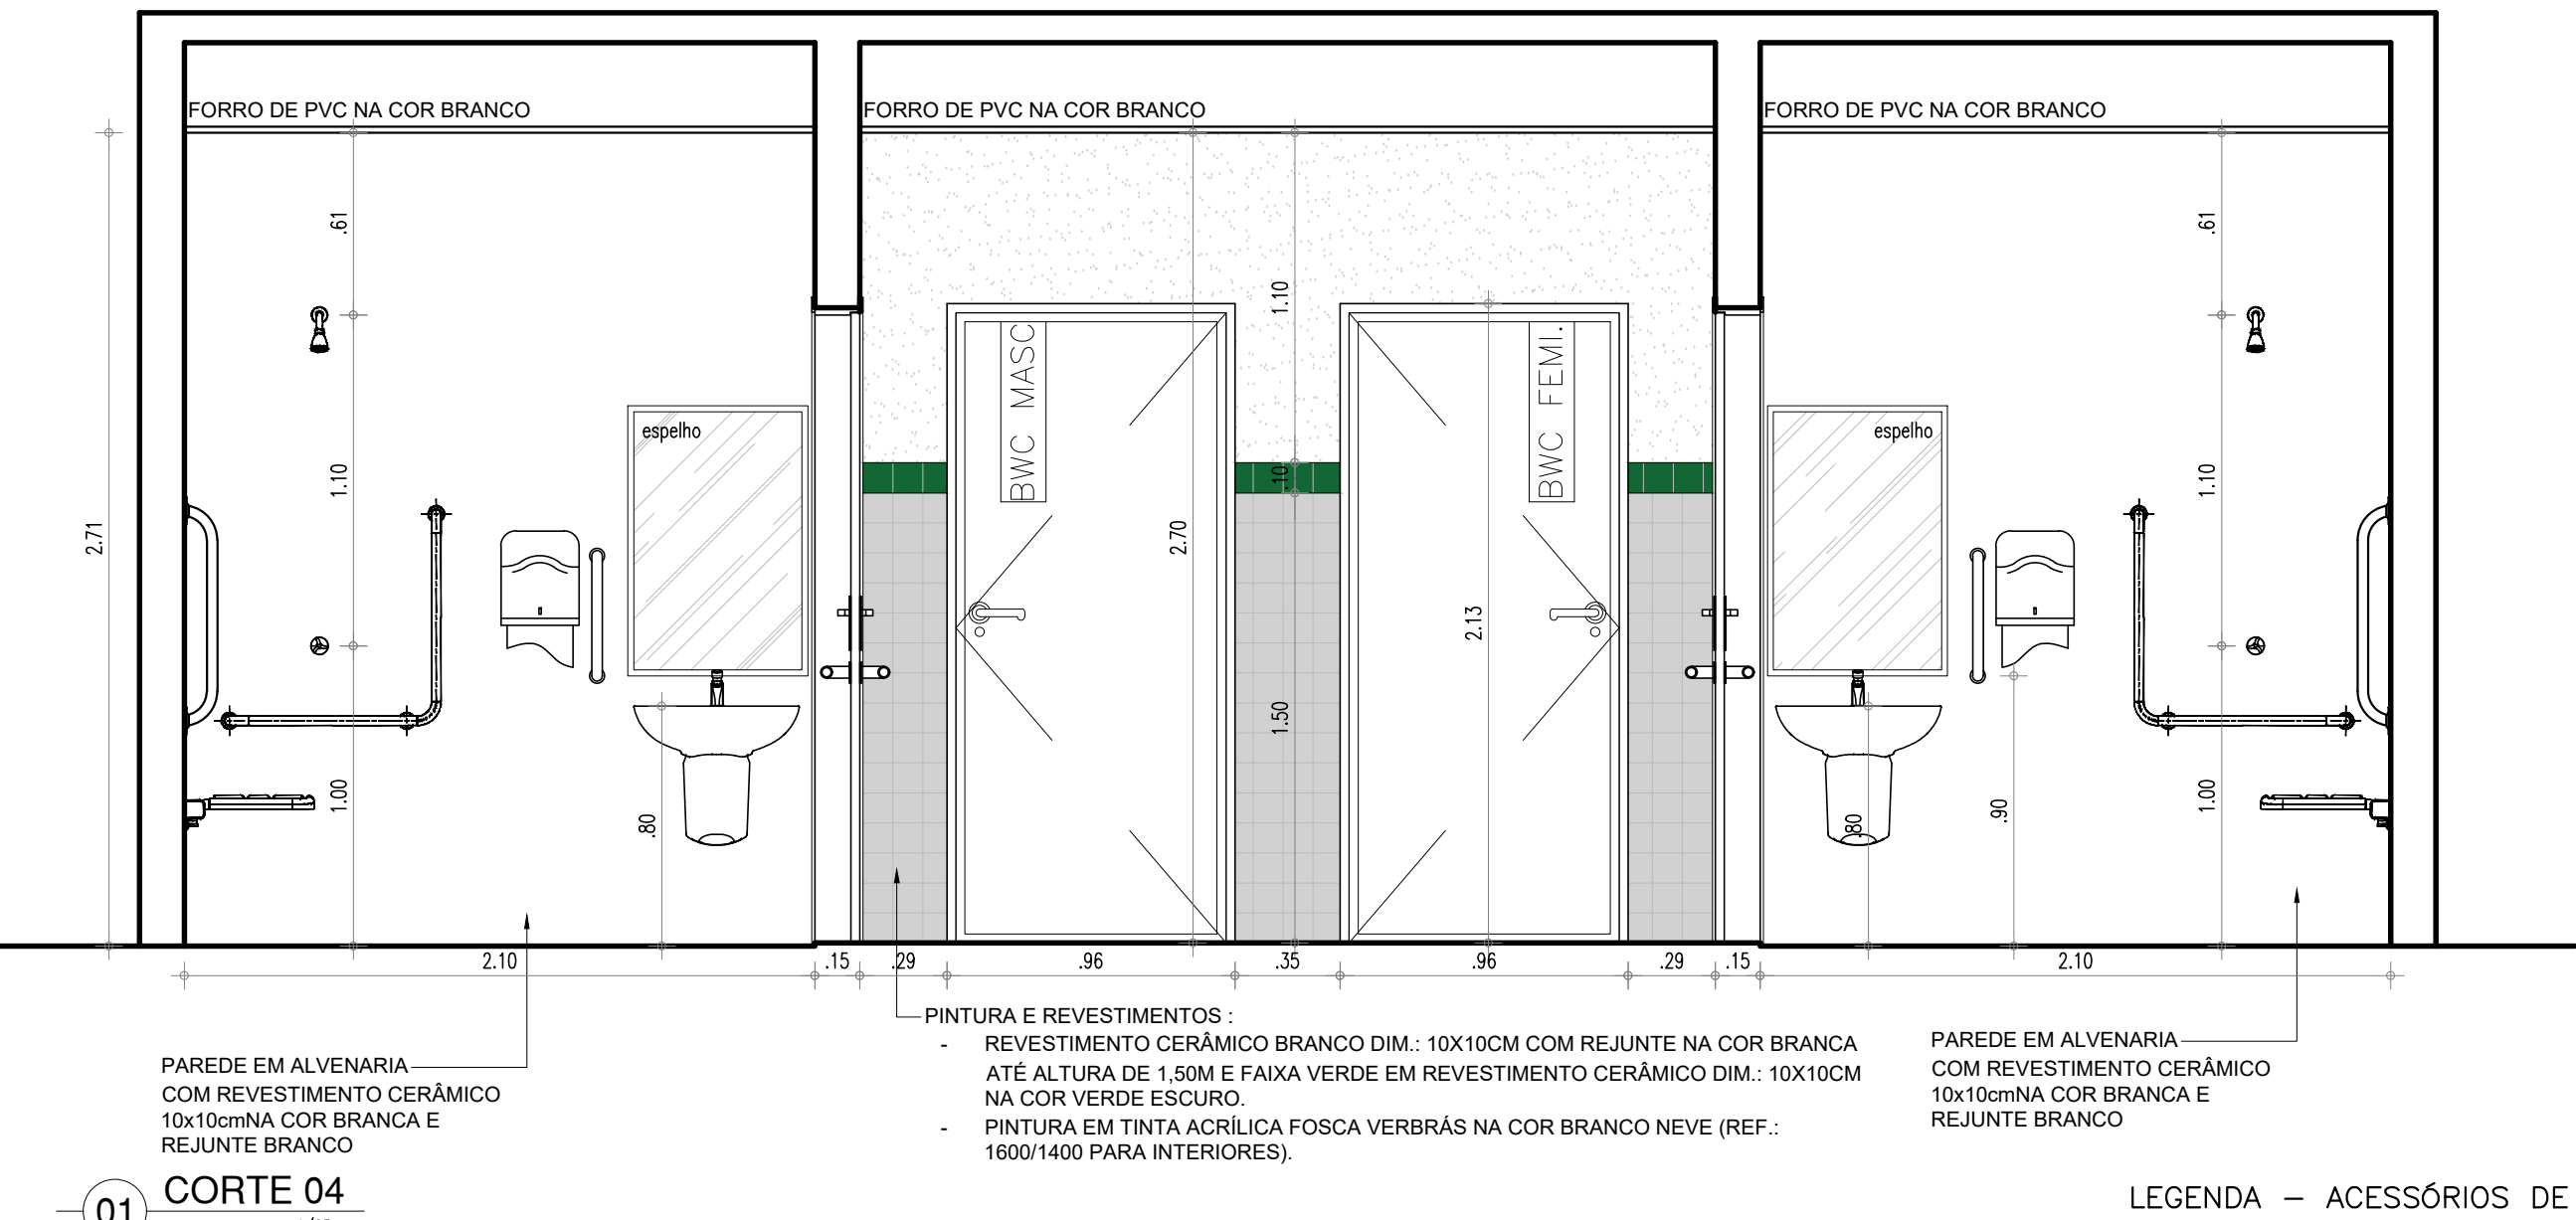 FORRO DE PVC NA COR BRANCO
FORRO DE PVC NA COR BRANCO
FORRO DE PVC NA COR BRANCO
.61
1.10
2.71
1.00
.80
espelho
BWC MASC
1.10
.10
2.70
1.50
2.13
BWC FEMI.
espelho
.61
1.10
1.00
.90
.80
2.10
.15
.29
.96
.35
.96
.29
.15
2.10
PAREDE EM ALVENARIA
COM REVESTIMENTO CERÂMICO
10x10cmNA COR BRANCA E
REJUNTE BRANCO
PINTURA E REVESTIMENTOS :
- REVESTIMENTO CERÂMICO BRANCO DIM.: 10X10CM COM REJUNTE NA COR BRANCA
ATÉ ALTURA DE 1,50M E FAIXA VERDE EM REVESTIMENTO CERÂMICO DIM.: 10X10CM
NA COR VERDE ESCURO.
- PINTURA EM TINTA ACRÍLICA FOSCA VERBRÁS NA COR BRANCO NEVE (REF.:
1600/1400 PARA INTERIORES).
PAREDE EM ALVENARIA
COM REVESTIMENTO CERÂMICO
10x10cmNA COR BRANCA E
REJUNTE BRANCO
01 CORTE 04
LEGENDA – ACESSÓRIOS DE